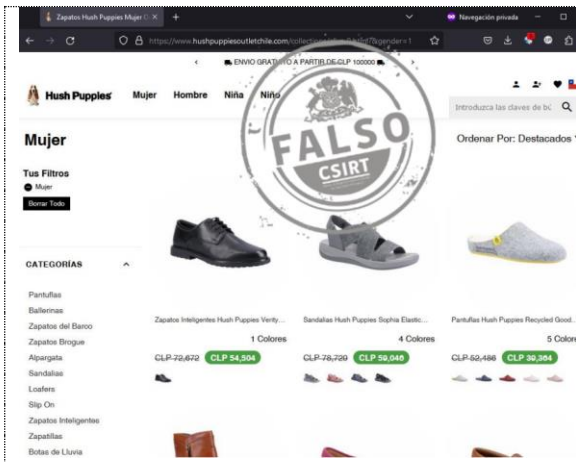 Zapatos Hush Puppies Mujer D
Navegación privada
https://www.hushpuppiesoutletchile.com/
ENVIO GRATUITO A PARTIR DE CLP 100000
Hush Puppies
Mujer Hombre Niña Niño
Introduzca las claves de bú
FALSO
CSIRT
Mujer
Ordenar Por: Destacados
Tus Filtros
Mujer
Borrar Todo
CATEGORÍAS
Pantuflas
Ballerinas
Zapatos del Barco
Zapatos Brogue
Alpargata
Sandalias
Loafers
Slip On
Zapatos Inteligentes
Zapatillas
Botas de Lluvia
Zapatos Inteligentes Hush Puppies Verity...
1 Colores
CLP 72,672 CLP 54,504
Sandalias Hush Puppies Sophia Elastic...
4 Colores
CLP 78,729 CLP 59,046
Pantuflas Hush Puppies Recycled Good...
5 Colore
CLP 52,486 CLP 39,364